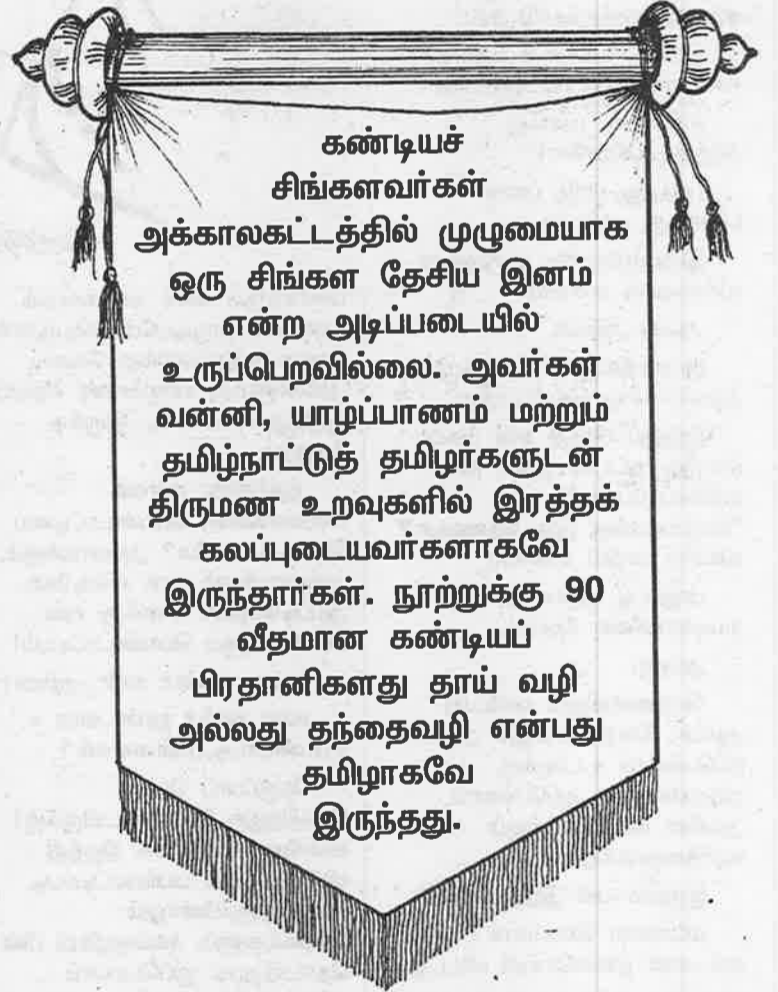 கண்டியச்
சிங்களவர்கள்
அக்காலகட்டத்தில் முழுமையாக
ஒரு சிங்கள தேசிய இனம்
என்ற அடிப்படையில்
உருப்பெறவில்லை. அவர்கள்
வன்னி, யாழ்ப்பாணம் மற்றும்
தமிழ்நாட்டுத் தமிழர்களுடன்
திருமண உறவுகளில் இரத்தக்
கலப்புடையவர்களாகவே
இருந்தார்கள். நூற்றுக்கு 90
வீதமான கண்டியப்
பிரதானிகளது தாய் வழி
அல்லது தந்தைவழி என்பது
தமிழாகவே
இருந்தது.